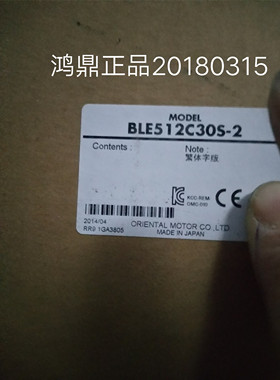 鸿鼎正品20180315
MODEL
BLE512C30S-2
Contents :
Note :
繁体字版
2014/04
ORIENTAL MOTOR CO.,LTD.
MADE IN JAPAN